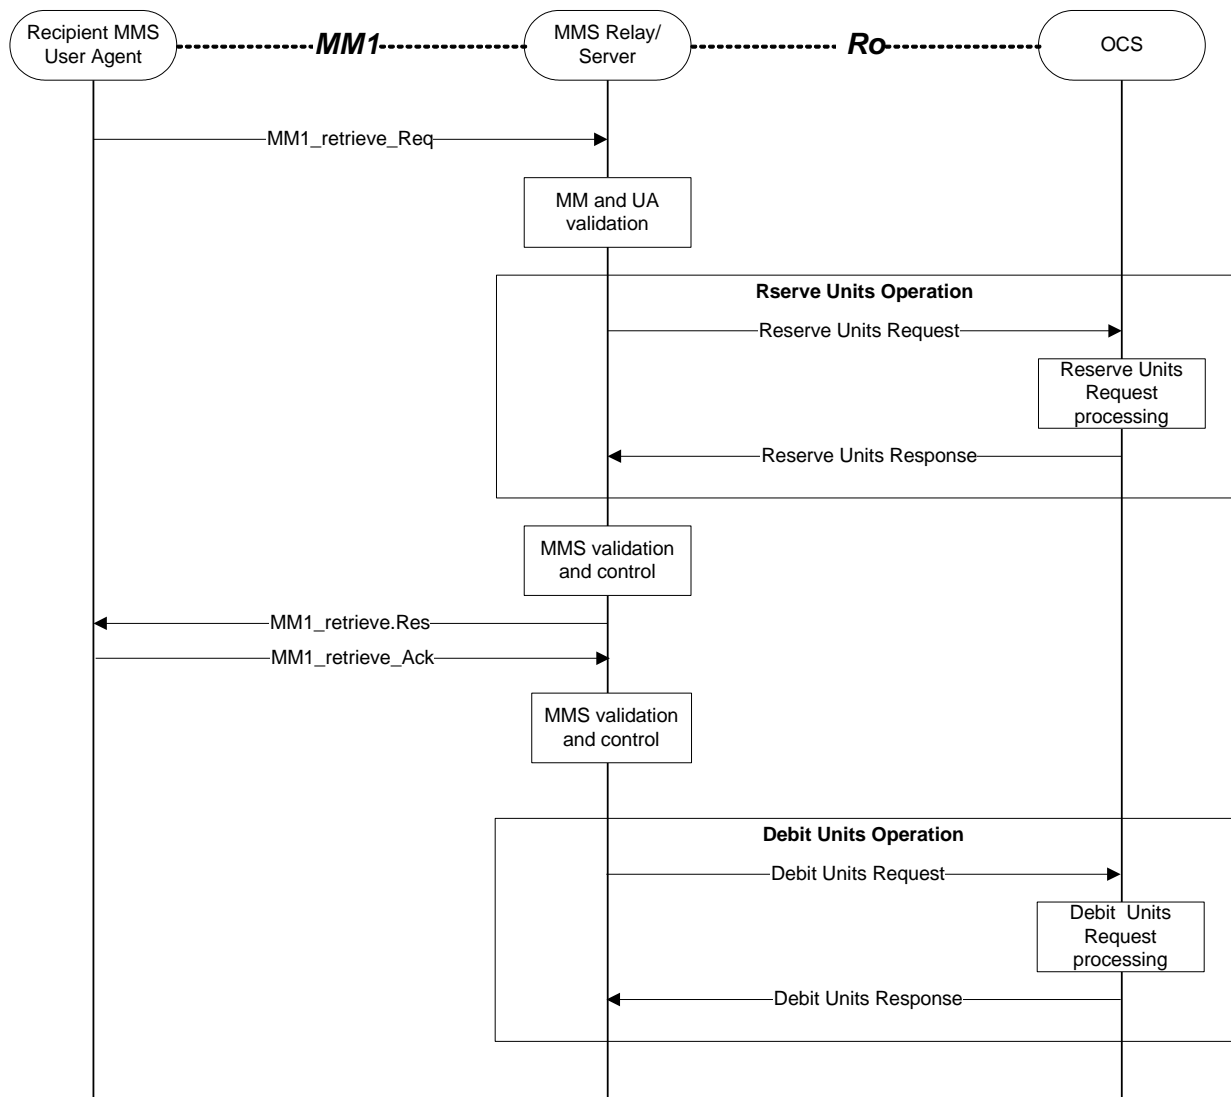 Recipient MMS
User Agent
MM1
MMS Relay/
Server
Ro
OCS
MM1_retrieve_Req
MM and UA
validation
Rserve Units Operation
Reserve Units Request
Reserve Units
Request
processing
Reserve Units Response
MMS validation
and control
MM1_retrieve.Res
MM1_retrieve_Ack
MMS validation
and control
Debit Units Operation
Debit Units Request
Debit Units
Request
processing
Debit Units Response